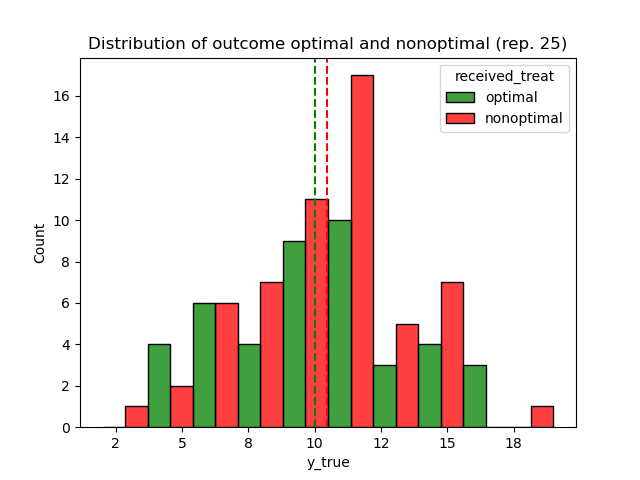 Distribution of outcome optimal and nonoptimal (rep. 25)
received_treat
optimal
nonoptimal
Count
16
14
12
10
8
6
4
2
0
2 5 8 10 12 15 18
y_true